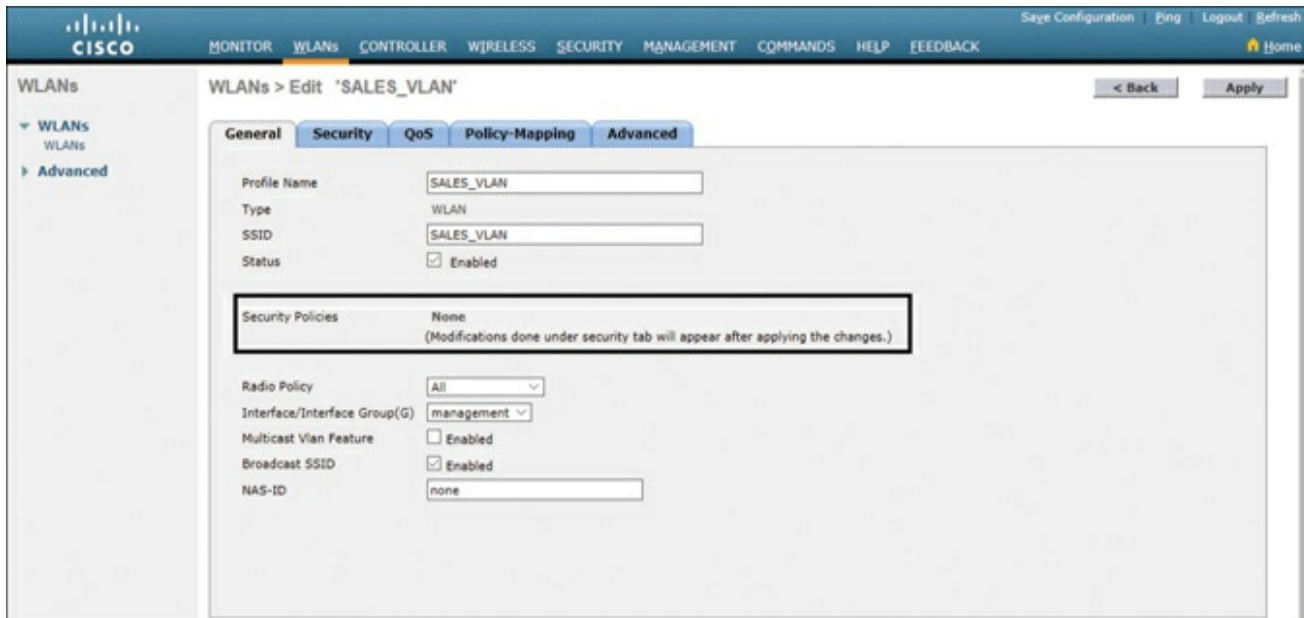 Save Configuration Ping Logout Refresh
CISCO MONITOR WLANs CONTROLLER WIRELESS SECURITY MANAGEMENT COMMANDS HELP FEEDBACK Home
WLANs WLANs > Edit 'SALES_VLAN' < Back Apply
WLANs
WLANs
Advanced
General Security QoS Policy-Mapping Advanced
Profile Name SALES_VLAN
Type WLAN
SSID SALES_VLAN
Status Enabled
Security Policies None
(Modifications done under security tab will appear after applying the changes.)
Radio Policy All
Interface/Interface Group(G) management
Multicast Vlan Feature Enabled
Broadcast SSID Enabled
NAS-ID none